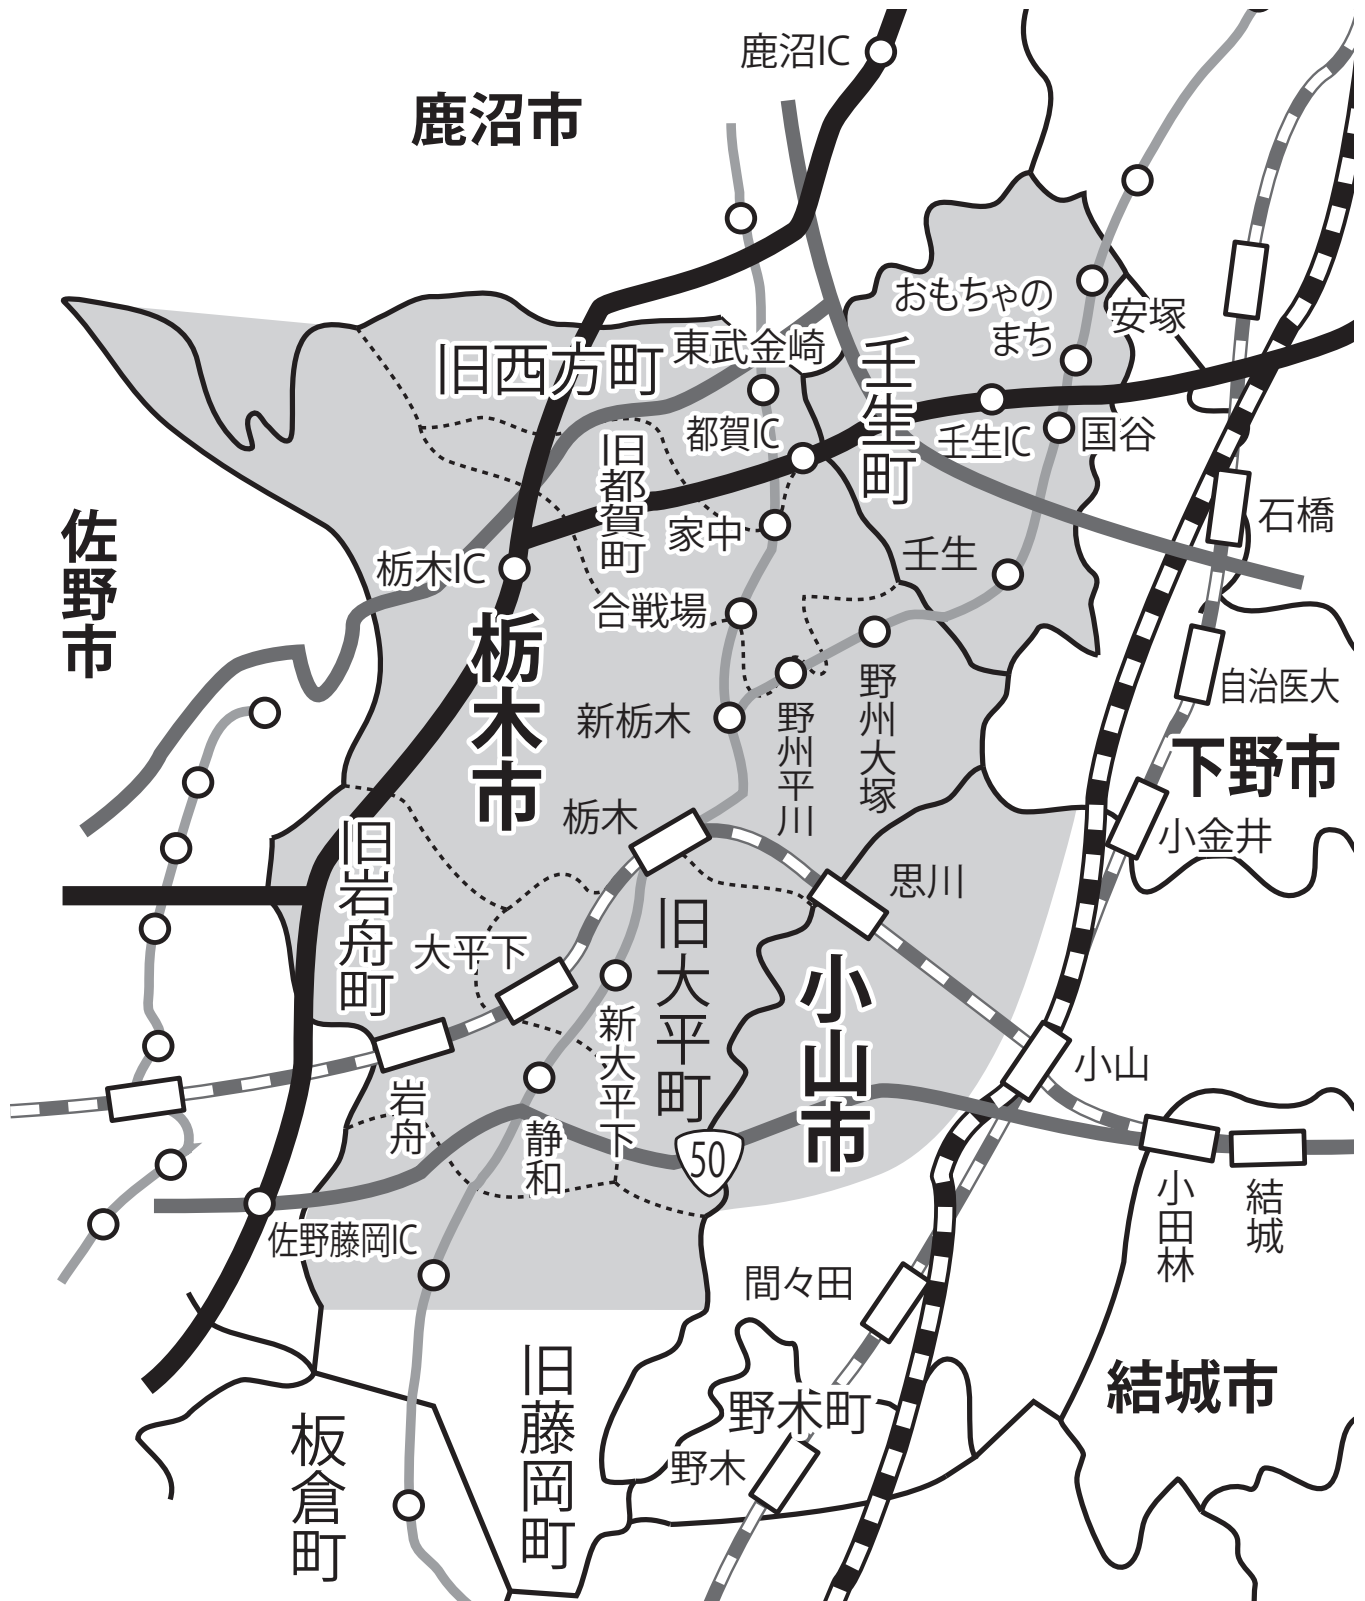 鹿沼IC
鹿沼市
おもちゃの
まち
安塚
旧西方町
東武金崎
壬生町
都賀IC
壬生IC
国谷
旧都賀町
家中
石橋
佐野市
栃木IC
壬生
合戦場
栃木市
野州大塚
自治医大
新栃木
野州平川
下野市
栃木
小金井
旧岩舟町
思川
旧大平町
大平下
小山市
新大平下
小山
岩舟
静和
50
小田林
結城
佐野藤岡IC
間々田
旧藤岡町
結城市
野木町
板倉町
野木